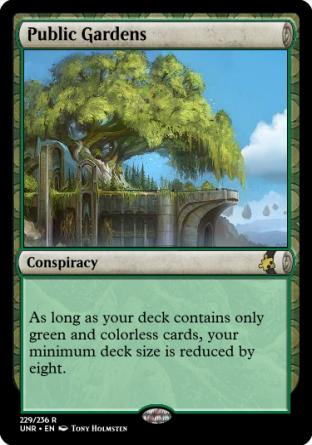 Public Gardens
Conspiracy
As long as your deck contains only
green and colorless cards, your
minimum deck size is reduced by
eight.
229/236 R
UNR • EN Tony Holmsten